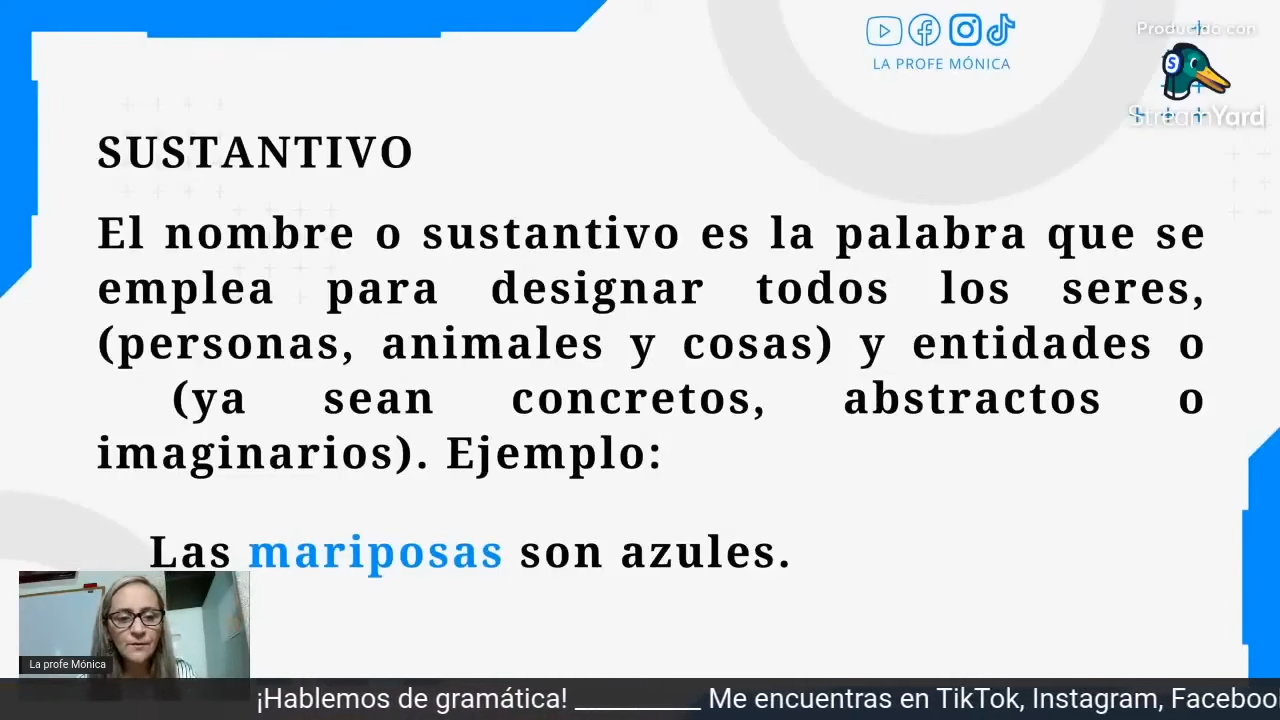 LA PROFE MÓNICA
Producido con
StreamYard
SUSTANTIVO
El nombre o sustantivo es la palabra que se
emplea para designar todos los seres,
(personas, animales y cosas) y entidades o
(ya sean concretos, abstractos o
imaginarios). Ejemplo:
Las mariposas son azules.
La profe Mónica
¡Hablemos de gramática! __________ Me encuentras en TikTok, Instagram, Faceboo